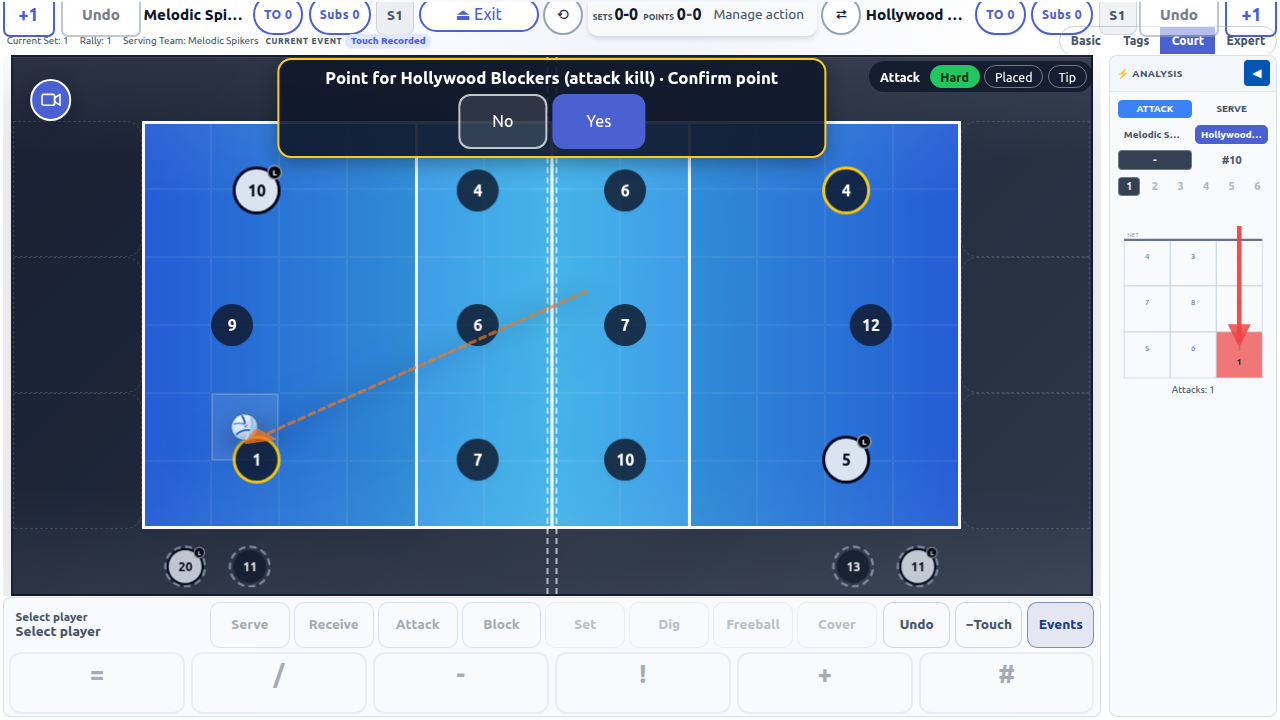 +1 Undo Melodic Spi... TO 0 Subs 0 S1 ⏏ Exit ⟲ SETS 0-0 POINTS 0-0 Manage action ⇄ Hollywood ... TO 0 Subs 0 S1 Undo +1
Current Set: 1 Rally: 1 Serving Team: Melodic Spikers CURRENT EVENT Touch Recorded Basic Tags Court Expert
Point for Hollywood Blockers (attack kill) · Confirm point
No Yes
Attack Hard Placed Tip
10 L 4 6 4
9 6 7 12
1 7 10 5 L
20 L 11 13 11 L
⚡ ANALYSIS ◀
ATTACK SERVE
Melodic S... Hollywood...
- #10
1 2 3 4 5 6
NET
4 3
7 8
5 6 1
Attacks: 1
Select player
Select player
Serve Receive Attack Block Set Dig Freeball Cover Undo −Touch Events
= / - ! + #